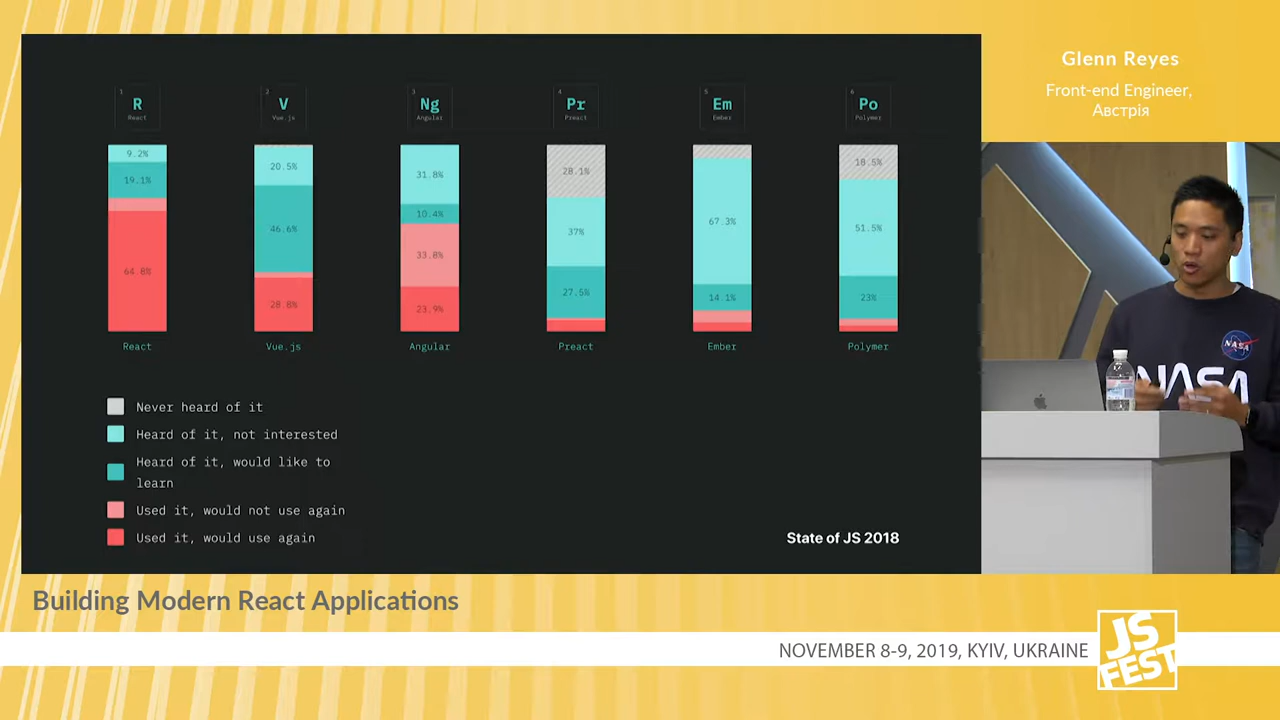 1
R
React
2
V
Vue.js
3
Ng
Angular
4
Pr
Preact
5
Em
Ember
6
Po
Polymer
9.2%
19.1%
64.8%
20.5%
46.6%
28.8%
31.8%
10.4%
33.8%
23.9%
28.1%
37%
27.5%
67.3%
14.1%
18.5%
51.5%
23%
React
Vue.js
Angular
Preact
Ember
Polymer
Never heard of it
Heard of it, not interested
Heard of it, would like to
learn
Used it, would not use again
Used it, would use again
State of JS 2018
Glenn Reyes
Front-end Engineer,
Австрія
NASA
NASA
Building Modern React Applications
NOVEMBER 8-9, 2019, KYIV, UKRAINE
JS
FEST